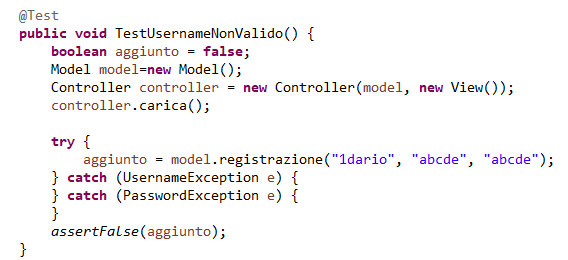 @Test
public void TestUsernameNonValido() {
    boolean aggiunto = false;
    Model model=new Model();
    Controller controller = new Controller(model, new View());
    controller.carica();

    try {
        aggiunto = model.registrazione("1dario", "abcde", "abcde");
    } catch (UsernameException e) {
    } catch (PasswordException e) {
    }
    assertFalse(aggiunto);
}